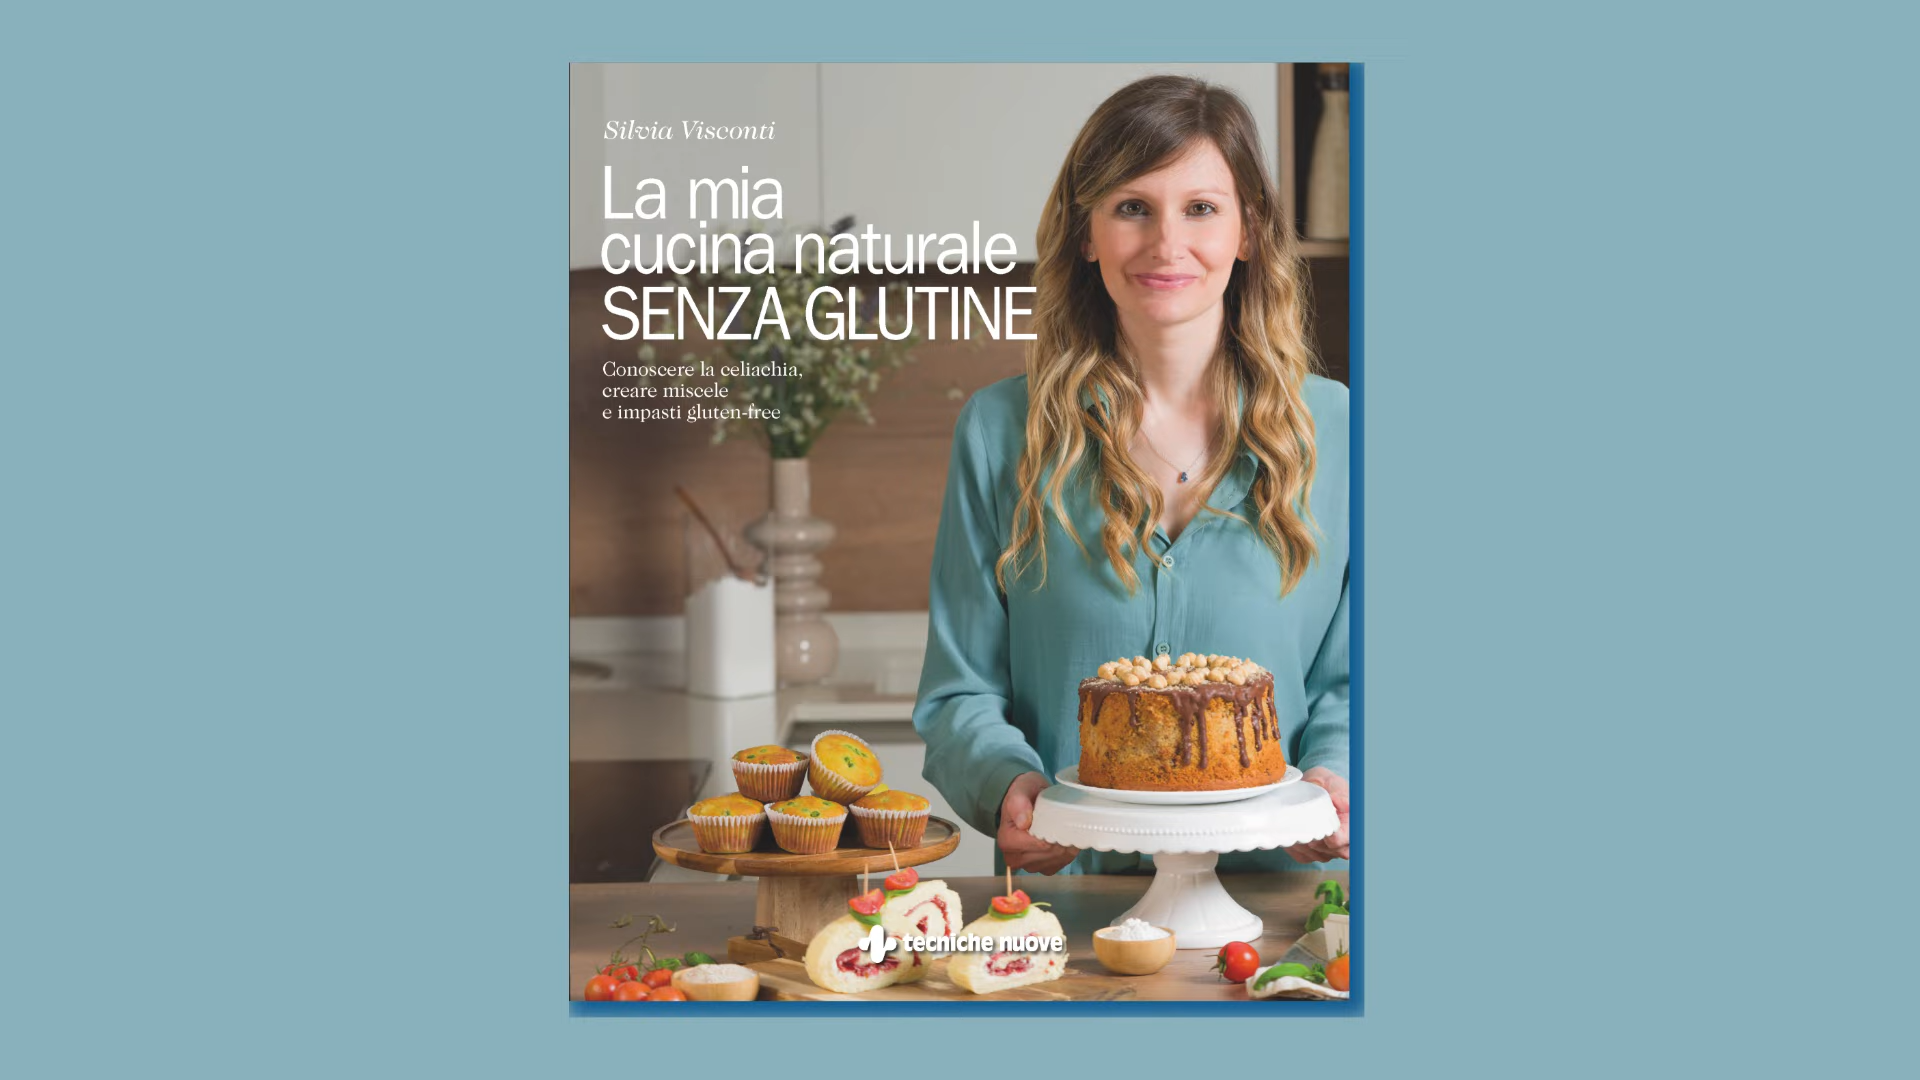 Silvia Visconti
La mia
cucina naturale
SENZA GLUTINE
Conoscere la celiachia,
creare miscele
e impasti gluten-free
tecniche nuove